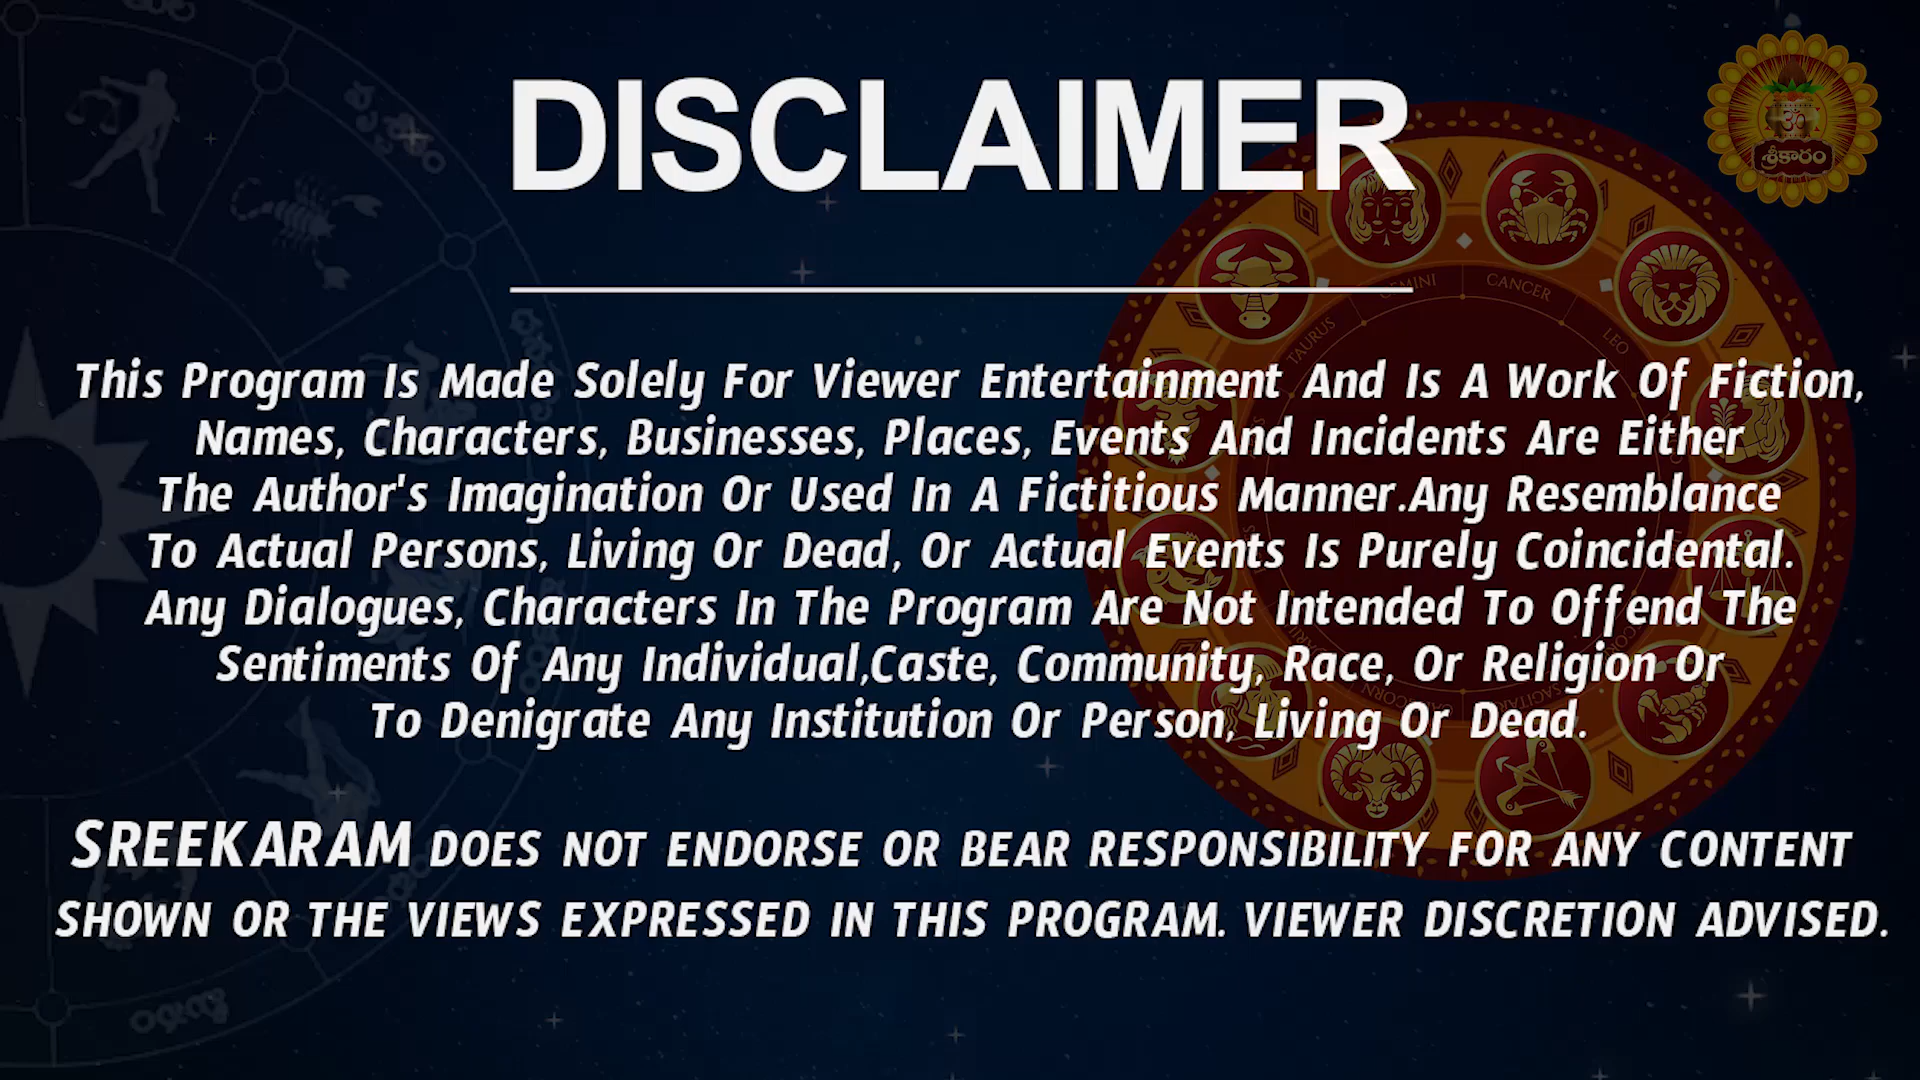 DISCLAIMER
ॐ
శ్రీకారం
GEMINI
CANCER
TAURUS
LEO
This Program Is Made Solely For Viewer Entertainment And Is A Work Of Fiction,
Names, Characters, Businesses, Places, Events And Incidents Are Either
The Author's Imagination Or Used In A Fictitious Manner.Any Resemblance
To Actual Persons, Living Or Dead, Or Actual Events Is Purely Coincidental.
Any Dialogues, Characters In The Program Are Not Intended To Offend The
Sentiments Of Any Individual,Caste, Community, Race, Or Religion Or
To Denigrate Any Institution Or Person, Living Or Dead.
SREEKARAM DOES NOT ENDORSE OR BEAR RESPONSIBILITY FOR ANY CONTENT
SHOWN OR THE VIEWS EXPRESSED IN THIS PROGRAM. VIEWER DISCRETION ADVISED.